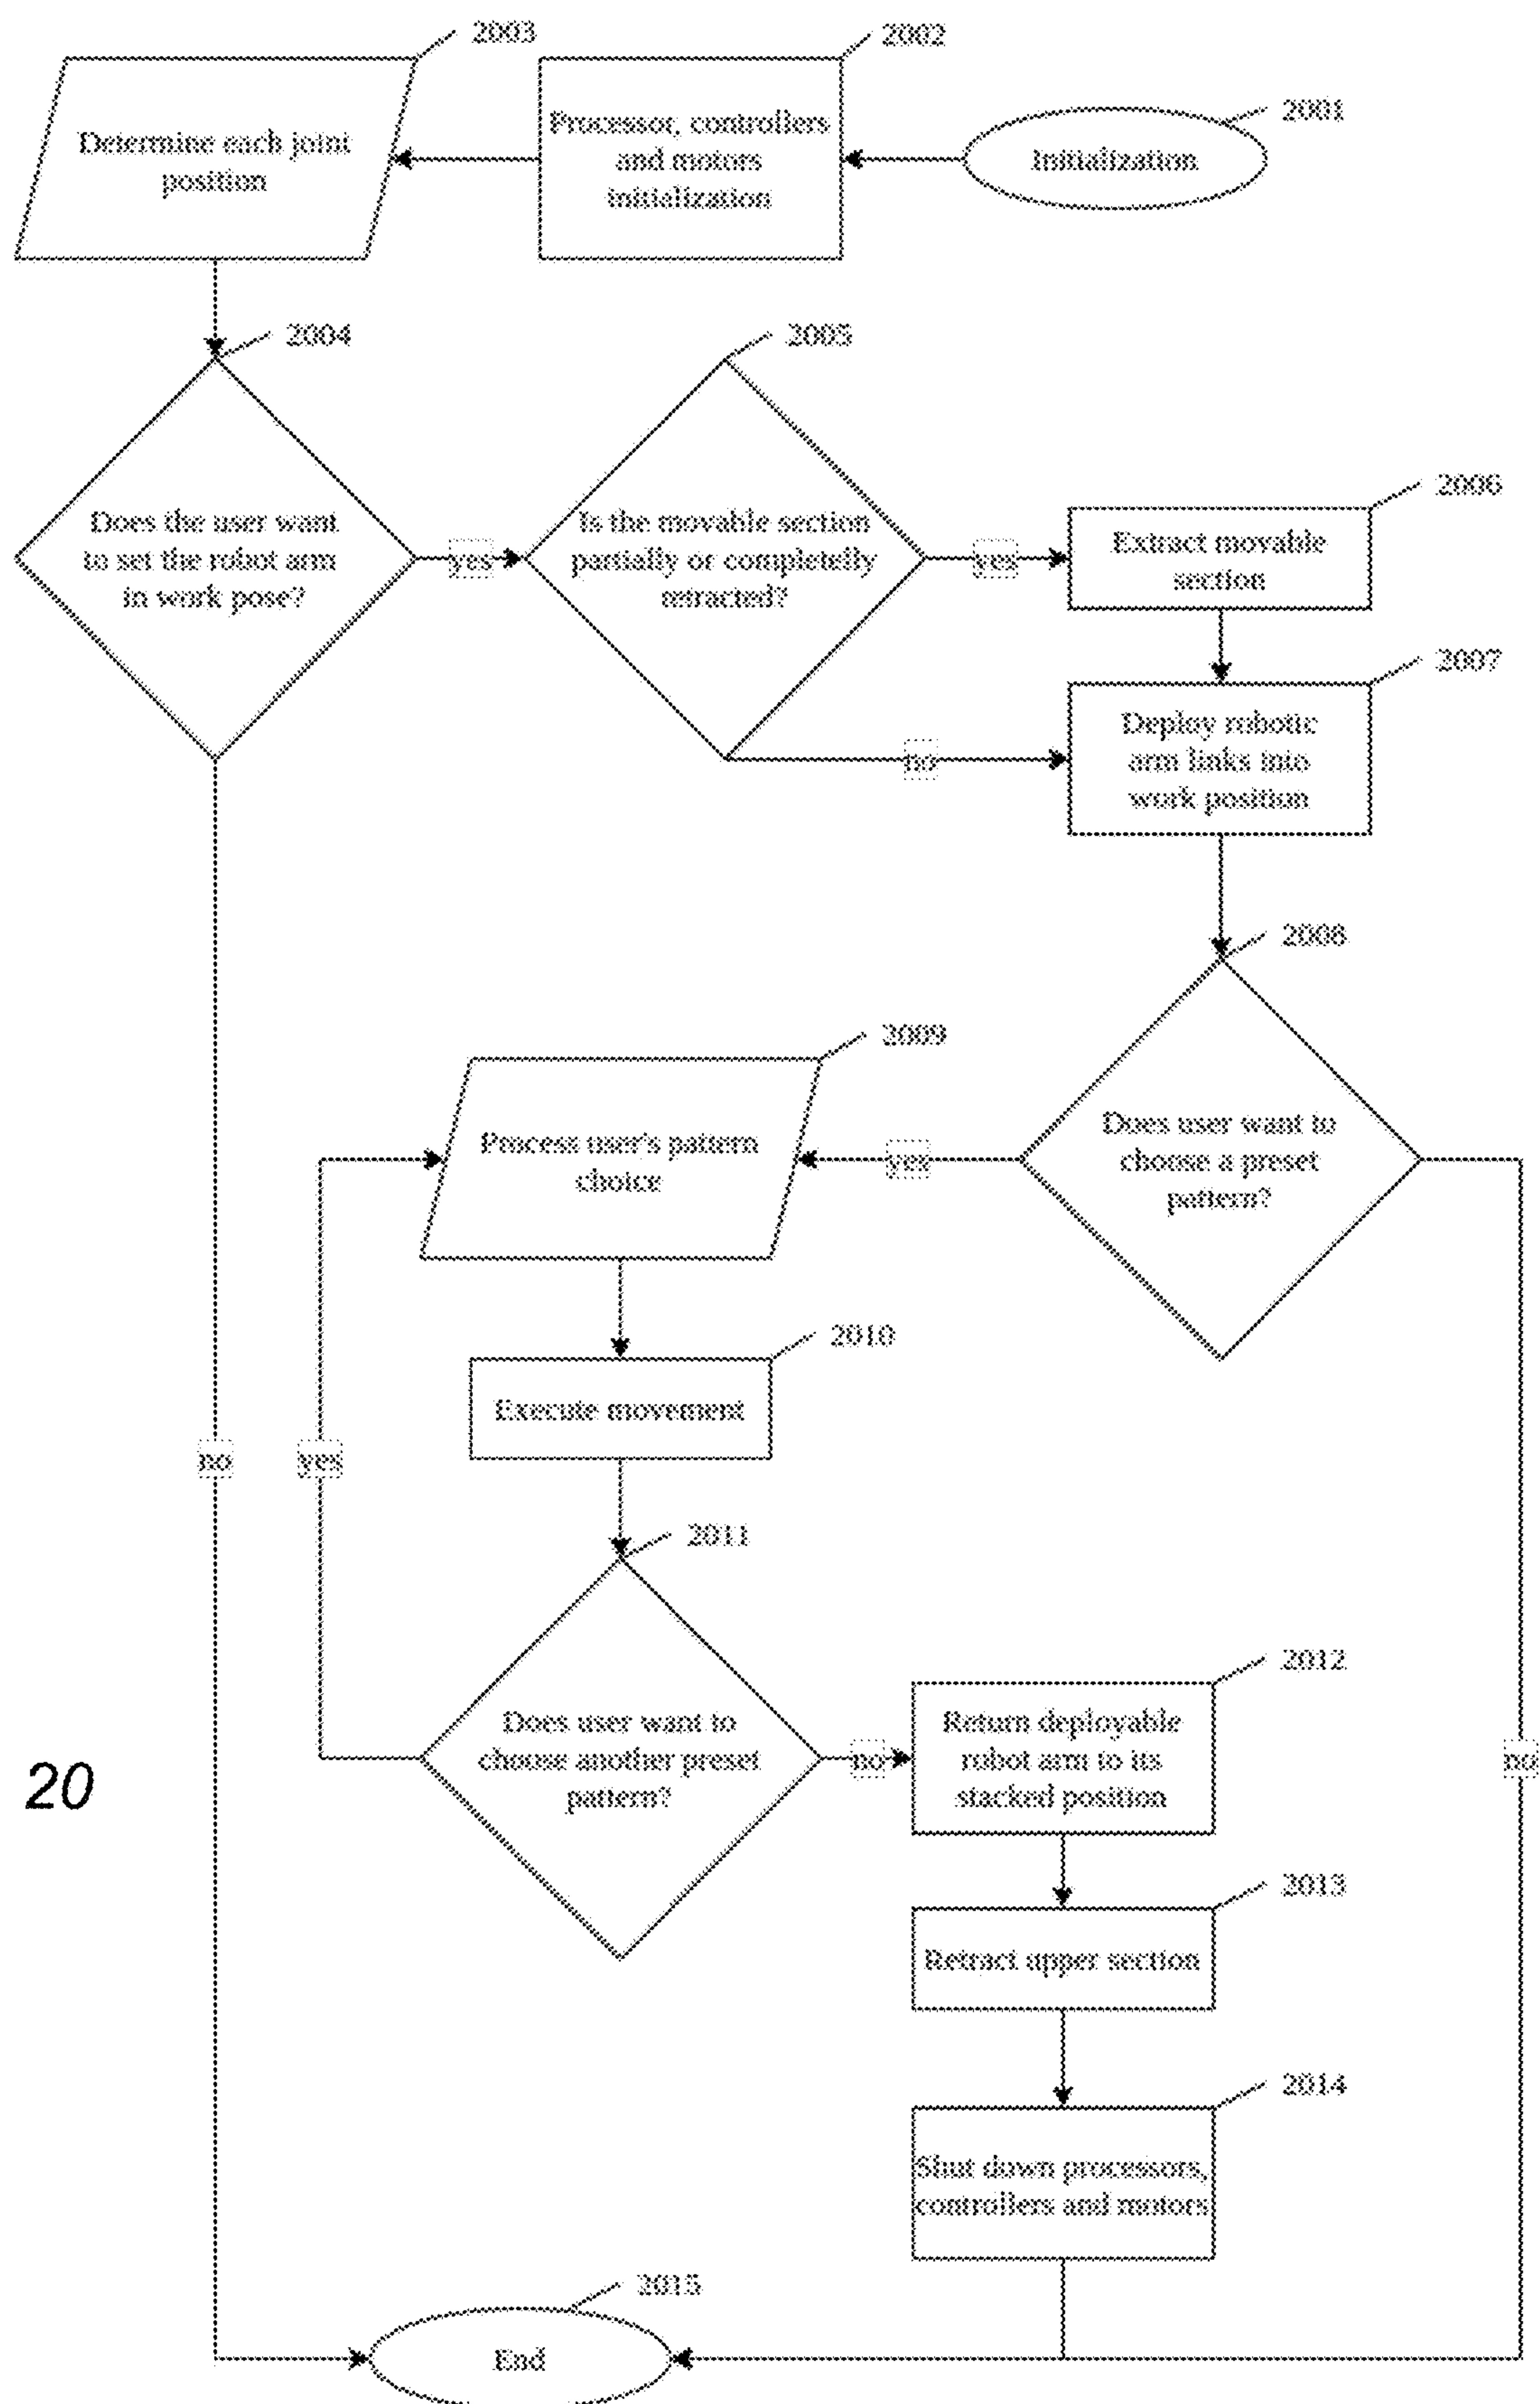 2003
2002
2001
Determine each joint
position
Processor, controllers
and motors
initialization
Initialization
2004
2005
Does the user want
to set the robot arm
in work pose?
yes
Is the movable section
partially or completelly
retracted?
yes
2006
Extract movable
section
2007
no
Deploy robotic
arm links into
work position
2008
2009
Process user's pattern
choice
yes
Does user want to
choose a preset
pattern?
2010
Execute movement
no
yes
2011
Does user want to
choose another preset
pattern?
no
2012
Return deployable
robot arm to its
stacked position
no
20
2013
Retract upper section
2014
Shut down processors,
controllers and motors
2015
End